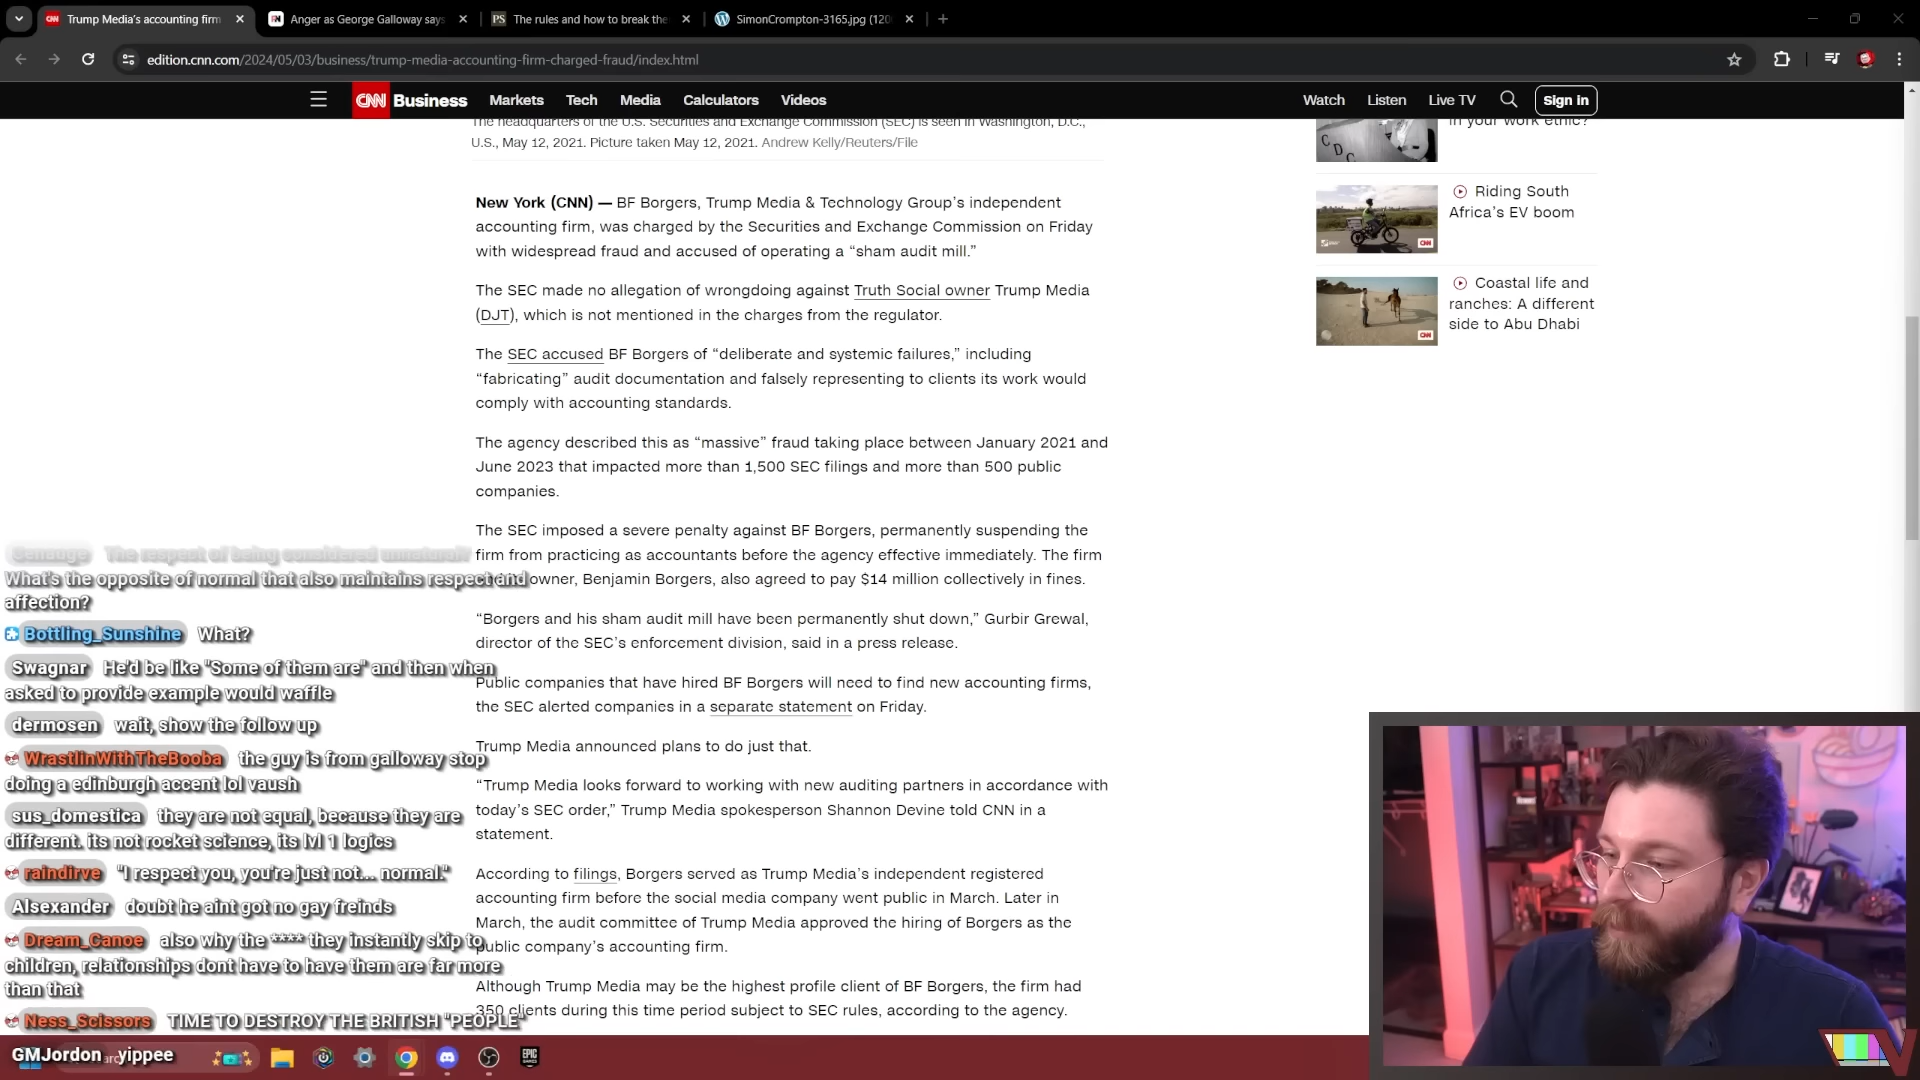 Trump Media's accounting firm
Anger as George Galloway says
PS The rules and how to break the
SimonCrompton-3165.jpg (120
edition.cnn.com/2024/05/03/business/trump-media-accounting-firm-charged-fraud/index.html
CNN Business Markets Tech Media Calculators Videos
Watch Listen Live TV Sign in
The headquarters of the U.S. Securities and Exchange Commission (SEC) is seen in Washington, D.C.,
U.S., May 12, 2021. Picture taken May 12, 2021. Andrew Kelly/Reuters/File
New York (CNN) — BF Borgers, Trump Media & Technology Group's independent
accounting firm, was charged by the Securities and Exchange Commission on Friday
with widespread fraud and accused of operating a “sham audit mill.”
The SEC made no allegation of wrongdoing against Truth Social owner Trump Media
(DJT), which is not mentioned in the charges from the regulator.
The SEC accused BF Borgers of “deliberate and systemic failures,” including
“fabricating” audit documentation and falsely representing to clients its work would
comply with accounting standards.
The agency described this as “massive” fraud taking place between January 2021 and
June 2023 that impacted more than 1,500 SEC filings and more than 500 public
companies.
The SEC imposed a severe penalty against BF Borgers, permanently suspending the
firm from practicing as accountants before the agency effective immediately. The firm
owner, Benjamin Borgers, also agreed to pay $14 million collectively in fines.
“Borgers and his sham audit mill have been permanently shut down,” Gurbir Grewal,
director of the SEC's enforcement division, said in a press release.
Public companies that have hired BF Borgers will need to find new accounting firms,
the SEC alerted companies in a separate statement on Friday.
Trump Media announced plans to do just that.
“Trump Media looks forward to working with new auditing partners in accordance with
today's SEC order,” Trump Media spokesperson Shannon Devine told CNN in a
statement.
According to filings, Borgers served as Trump Media's independent registered
accounting firm before the social media company went public in March. Later in
March, the audit committee of Trump Media approved the hiring of Borgers as the
public company's accounting firm.
Although Trump Media may be the highest profile client of BF Borgers, the firm had
350 clients during this time period subject to SEC rules, according to the agency.
in your work ethic?
Riding South
Africa's EV boom
Coastal life and
ranches: A different
side to Abu Dhabi
The respect of being considered unnatural!
What's the opposite of normal that also maintains respect and
affection?
Bottling_Sunshine What?
Swagnar He'd be like "Some of them are" and then when
asked to provide example would waffle
dermosen wait, show the follow up
WrastlinWithTheBooba the guy is from galloway stop
doing a edinburgh accent lol vaush
sus_domestica they are not equal, because they are
different. its not rocket science, its lvl 1 logics
raindirve "I respect you, you're just not... normal."
Alsexander doubt he aint got no gay freinds
Dream_Canoe also why the **** they instantly skip to
children, relationships dont have to have them are far more
than that
Ness_Scissors TIME TO DESTROY THE BRITISH "PEOPLE"
GMJordon yippee
EPIC
GAMES